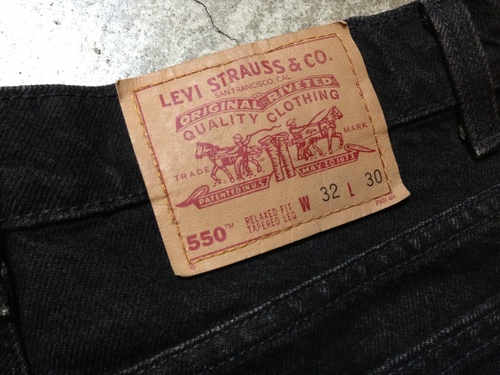 LEVI STRAUSS & CO.
SAN FRANCISCO, CAL.
ORIGINAL RIVETED
QUALITY CLOTHING
TRADE MARK
PATENTED IN U.S. MAY 20 1873
550™ RELAXED FIT W 32 L 30
TAPERED LEG